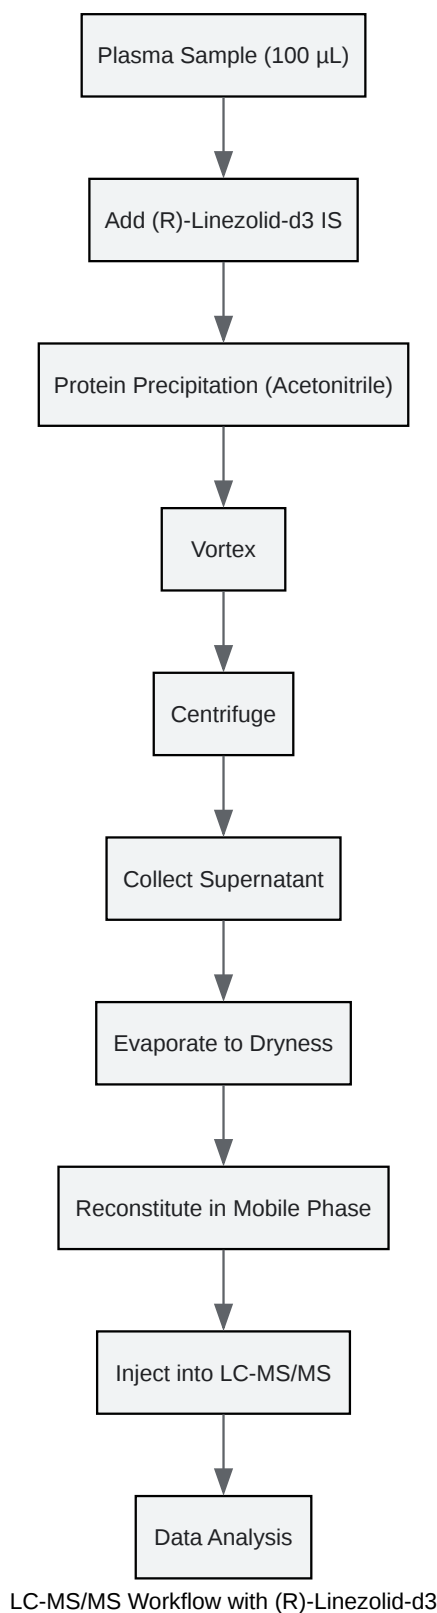 Plasma Sample (100 µL)
Add (R)-Linezolid-d3 IS
Protein Precipitation (Acetonitrile)
Vortex
Centrifuge
Collect Supernatant
Evaporate to Dryness
Reconstitute in Mobile Phase
Inject into LC-MS/MS
Data Analysis
LC-MS/MS Workflow with (R)-Linezolid-d3